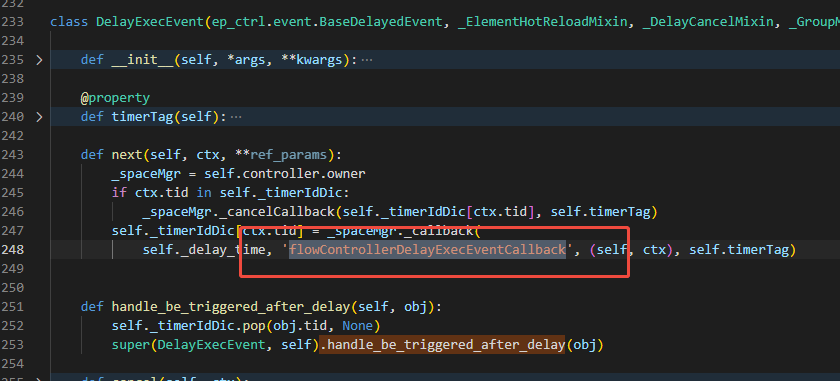 232
233 class DelayExecEvent(ep_ctrl.event.BaseDelayedEvent, _ElementHotReloadMixin, _DelayCancelMixin, _GroupM
234
235 > def __init__(self, *args, **kwargs): ⋯
238
239 @property
240 > def timerTag(self): ⋯
242
243 def next(self, ctx, **ref_params):
244 _spaceMgr = self.controller.owner
245 if ctx.tid in self._timerIdDic:
246 _spaceMgr._cancelCallback(self._timerIdDic[ctx.tid], self.timerTag)
247 self._timerIdDic[ctx.tid] = _spaceMgr._callback(
248 self._delay_time, 'flowControllerDelayExecEventCallback', (self, ctx), self.timerTag)
249
250
251 def handle_be_triggered_after_delay(self, obj):
252 self._timerIdDic.pop(obj.tid, None)
253 super(DelayExecEvent, self).handle_be_triggered_after_delay(obj)
254